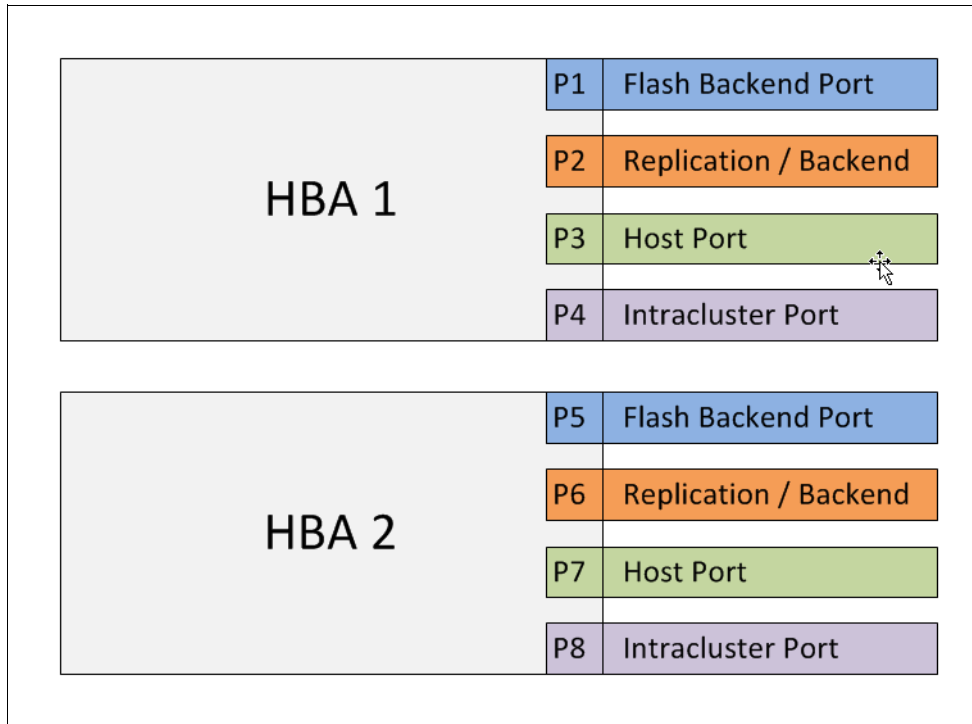 HBA 1
P1 Flash Backend Port
P2 Replication / Backend
P3 Host Port
P4 Intracluster Port
HBA 2
P5 Flash Backend Port
P6 Replication / Backend
P7 Host Port
P8 Intracluster Port